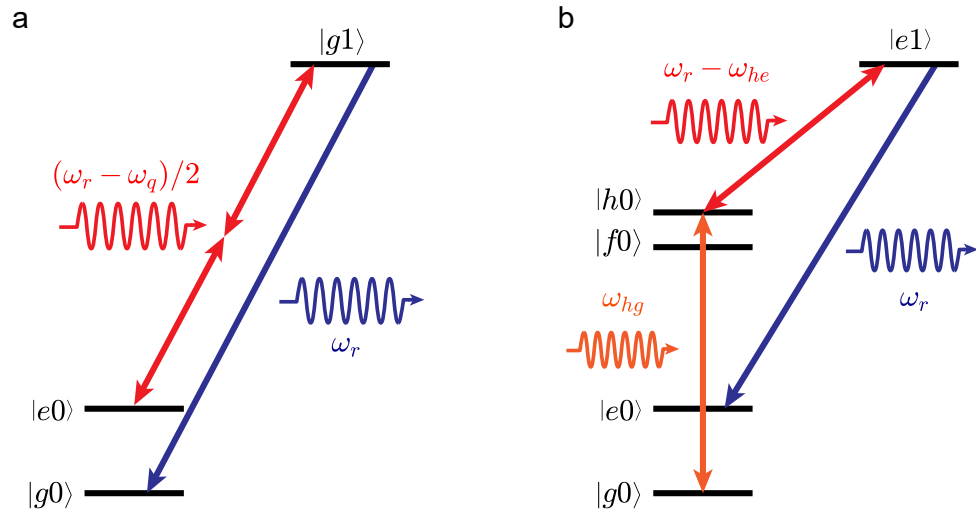 a
|g1⟩
(ω_r − ω_q)/2
ω_r
|e0⟩
|g0⟩
b
|e1⟩
ω_r − ω_he
|h0⟩
|f0⟩
ω_r
ω_hg
|e0⟩
|g0⟩